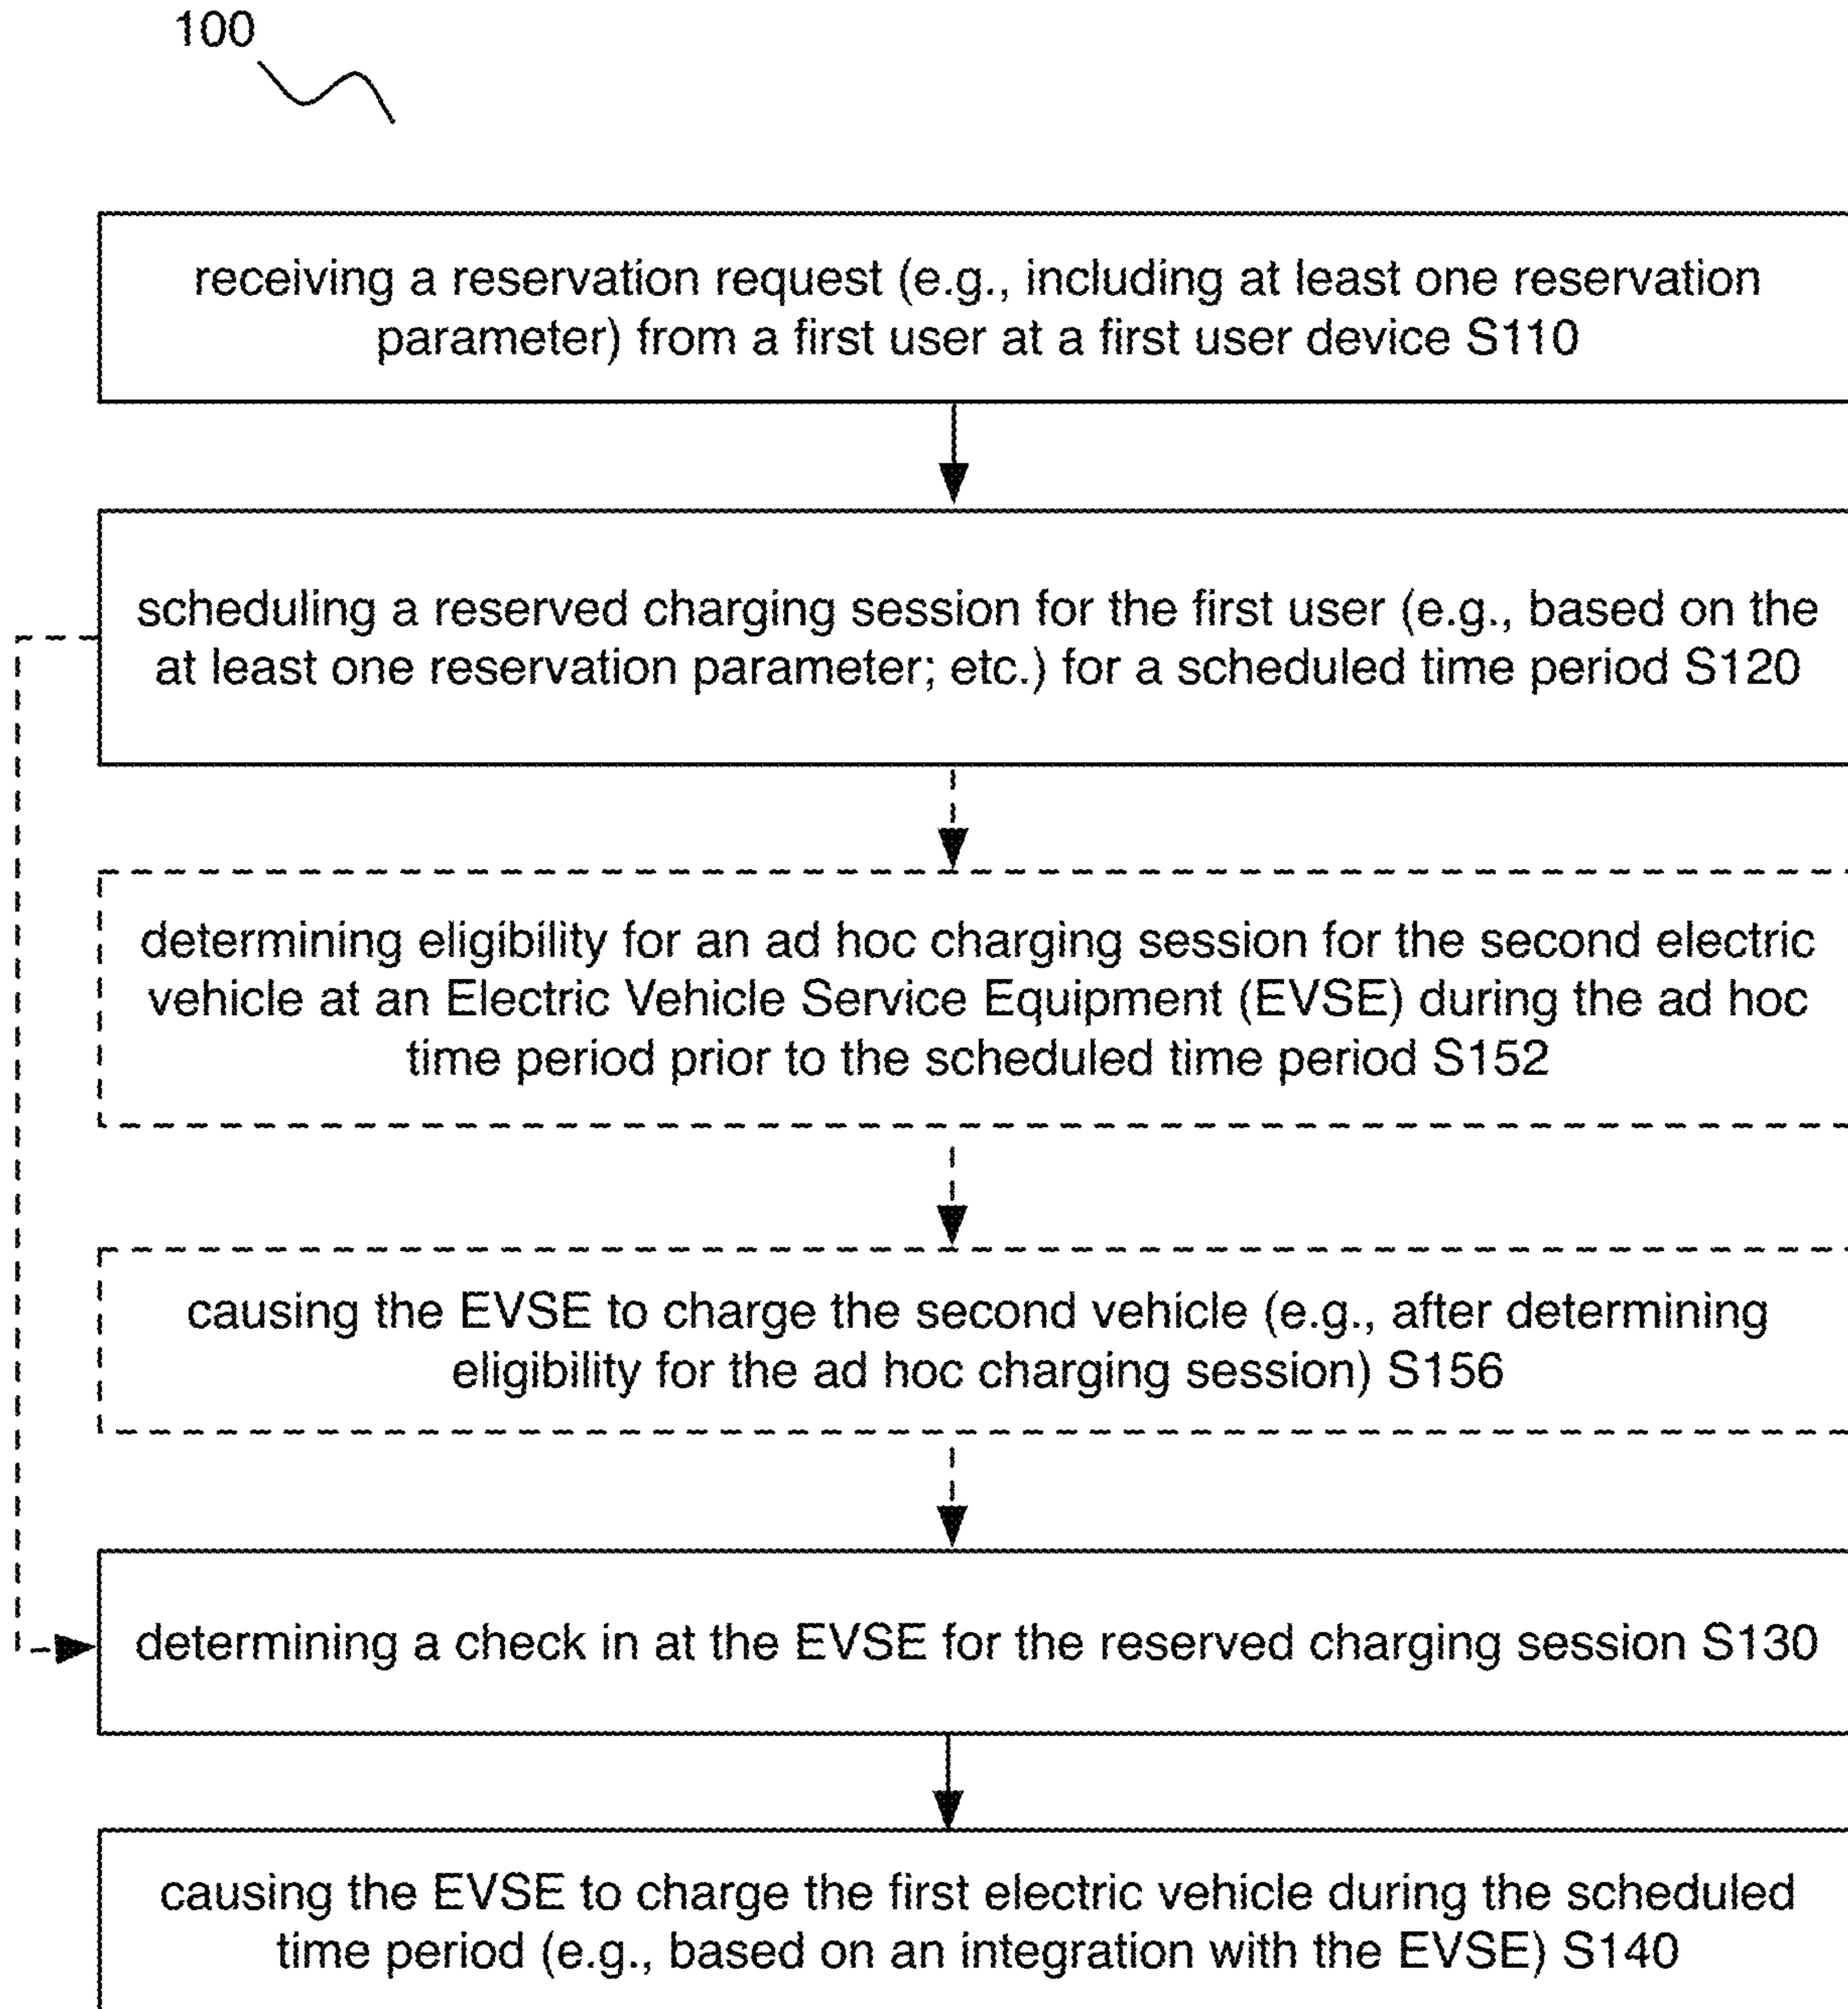 100
receiving a reservation request (e.g., including at least one reservation
parameter) from a first user at a first user device S110
scheduling a reserved charging session for the first user (e.g., based on the
at least one reservation parameter; etc.) for a scheduled time period S120
determining eligibility for an ad hoc charging session for the second electric
vehicle at an Electric Vehicle Service Equipment (EVSE) during the ad hoc
time period prior to the scheduled time period S152
causing the EVSE to charge the second vehicle (e.g., after determining
eligibility for the ad hoc charging session) S156
determining a check in at the EVSE for the reserved charging session S130
causing the EVSE to charge the first electric vehicle during the scheduled
time period (e.g., based on an integration with the EVSE) S140